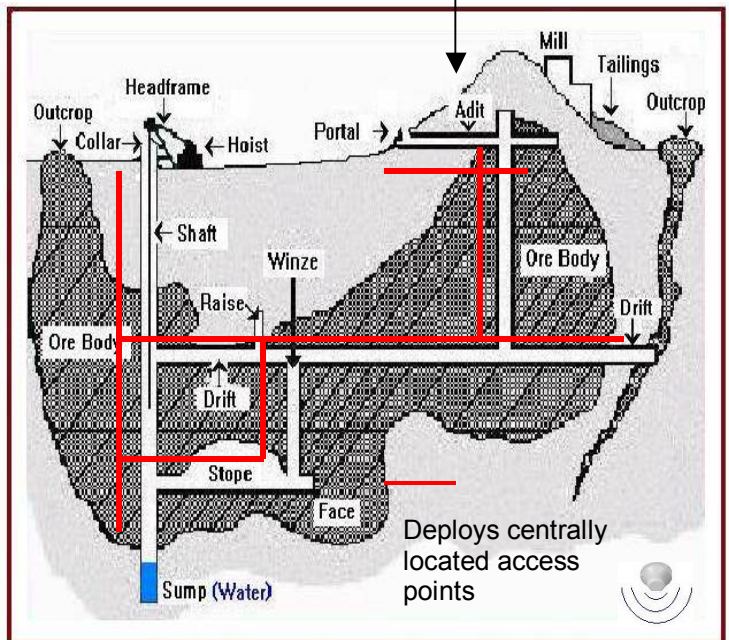 Mill
Tailings
Headframe
Outcrop
Adit
Outcrop
Portal
Collar
Hoist
Shaft
Winze
Ore Body
Raise
Drift
Ore Body
Drift
Stope
Face
Deploys centrally
located access
points
Sump (Water)